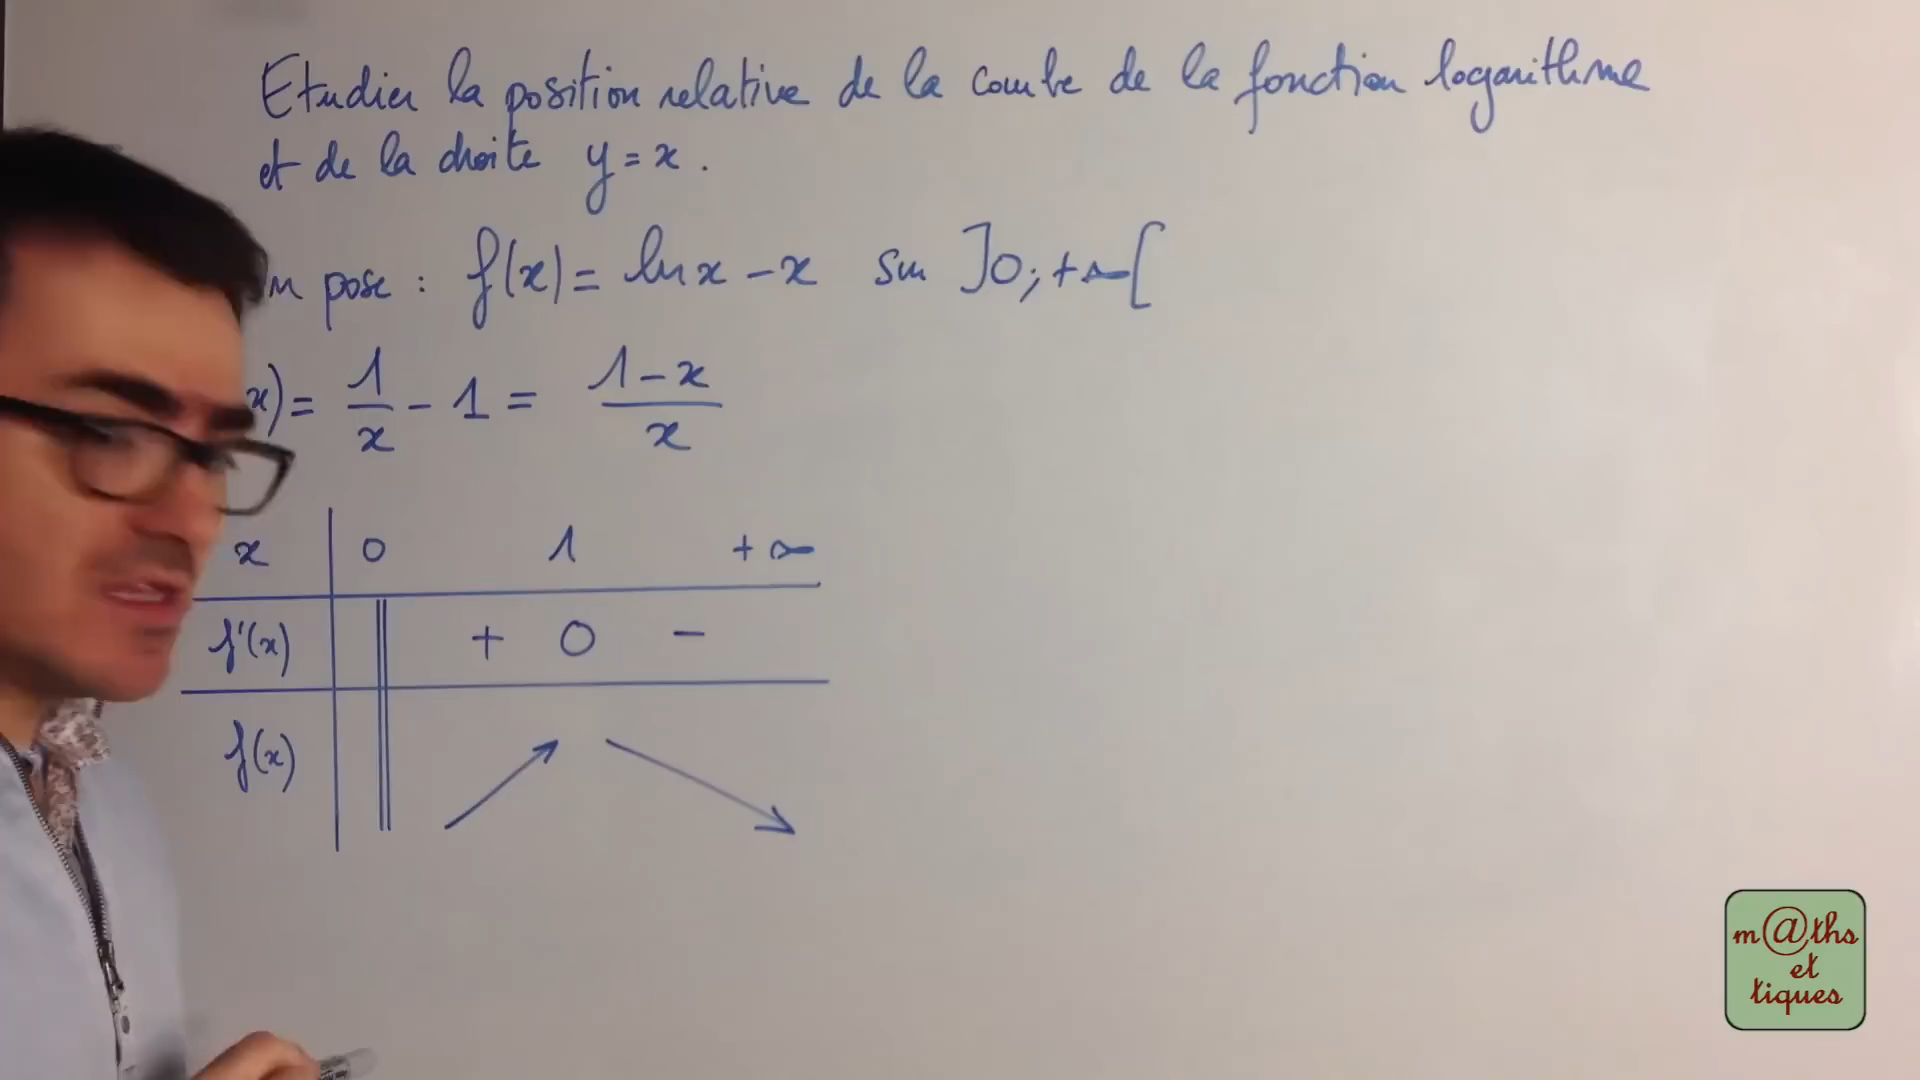 Etudier la position relative de la courbe de la fonction logarithme
et de la droite y = x .
pose : f(x) = ln x - x sur ]0 ; +∞[
x) = 1/x - 1 = (1 - x)/x
x 0 1 +∞
f'(x) + 0 -
f(x)
m@ths
et
tiques